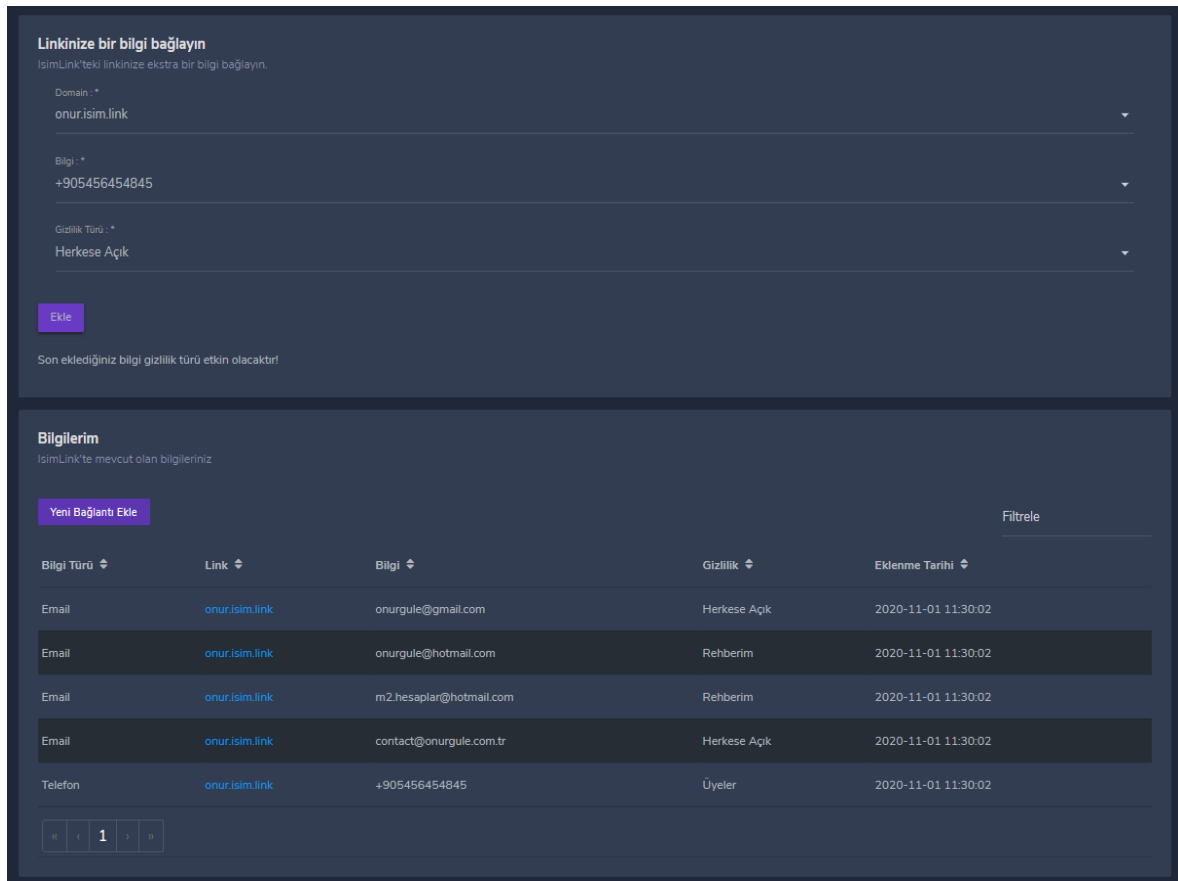 Linkinize bir bilgi bağlayın
IsimLink'teki linkinize ekstra bir bilgi bağlayın.
Domain : *
onur.isim.link
Bilgi : *
+905456454845
Gizlilik Türü : *
Herkese Açık
Ekle
Son eklediğiniz bilgi gizlilik türü etkin olacaktır!
Bilgilerim
IsimLink'te mevcut olan bilgileriniz
Yeni Bağlantı Ekle
Filtrele
Bilgi Türü Link Bilgi Gizlilik Eklenme Tarihi
Email onur.isim.link onurgule@gmail.com Herkese Açık 2020-11-01 11:30:02
Email onur.isim.link onurgule@hotmail.com Rehberim 2020-11-01 11:30:02
Email onur.isim.link m2.hesaplar@hotmail.com Rehberim 2020-11-01 11:30:02
Email onur.isim.link contact@onurgule.com.tr Herkese Açık 2020-11-01 11:30:02
Telefon onur.isim.link +905456454845 Üyeler 2020-11-01 11:30:02
« ‹ 1 › »